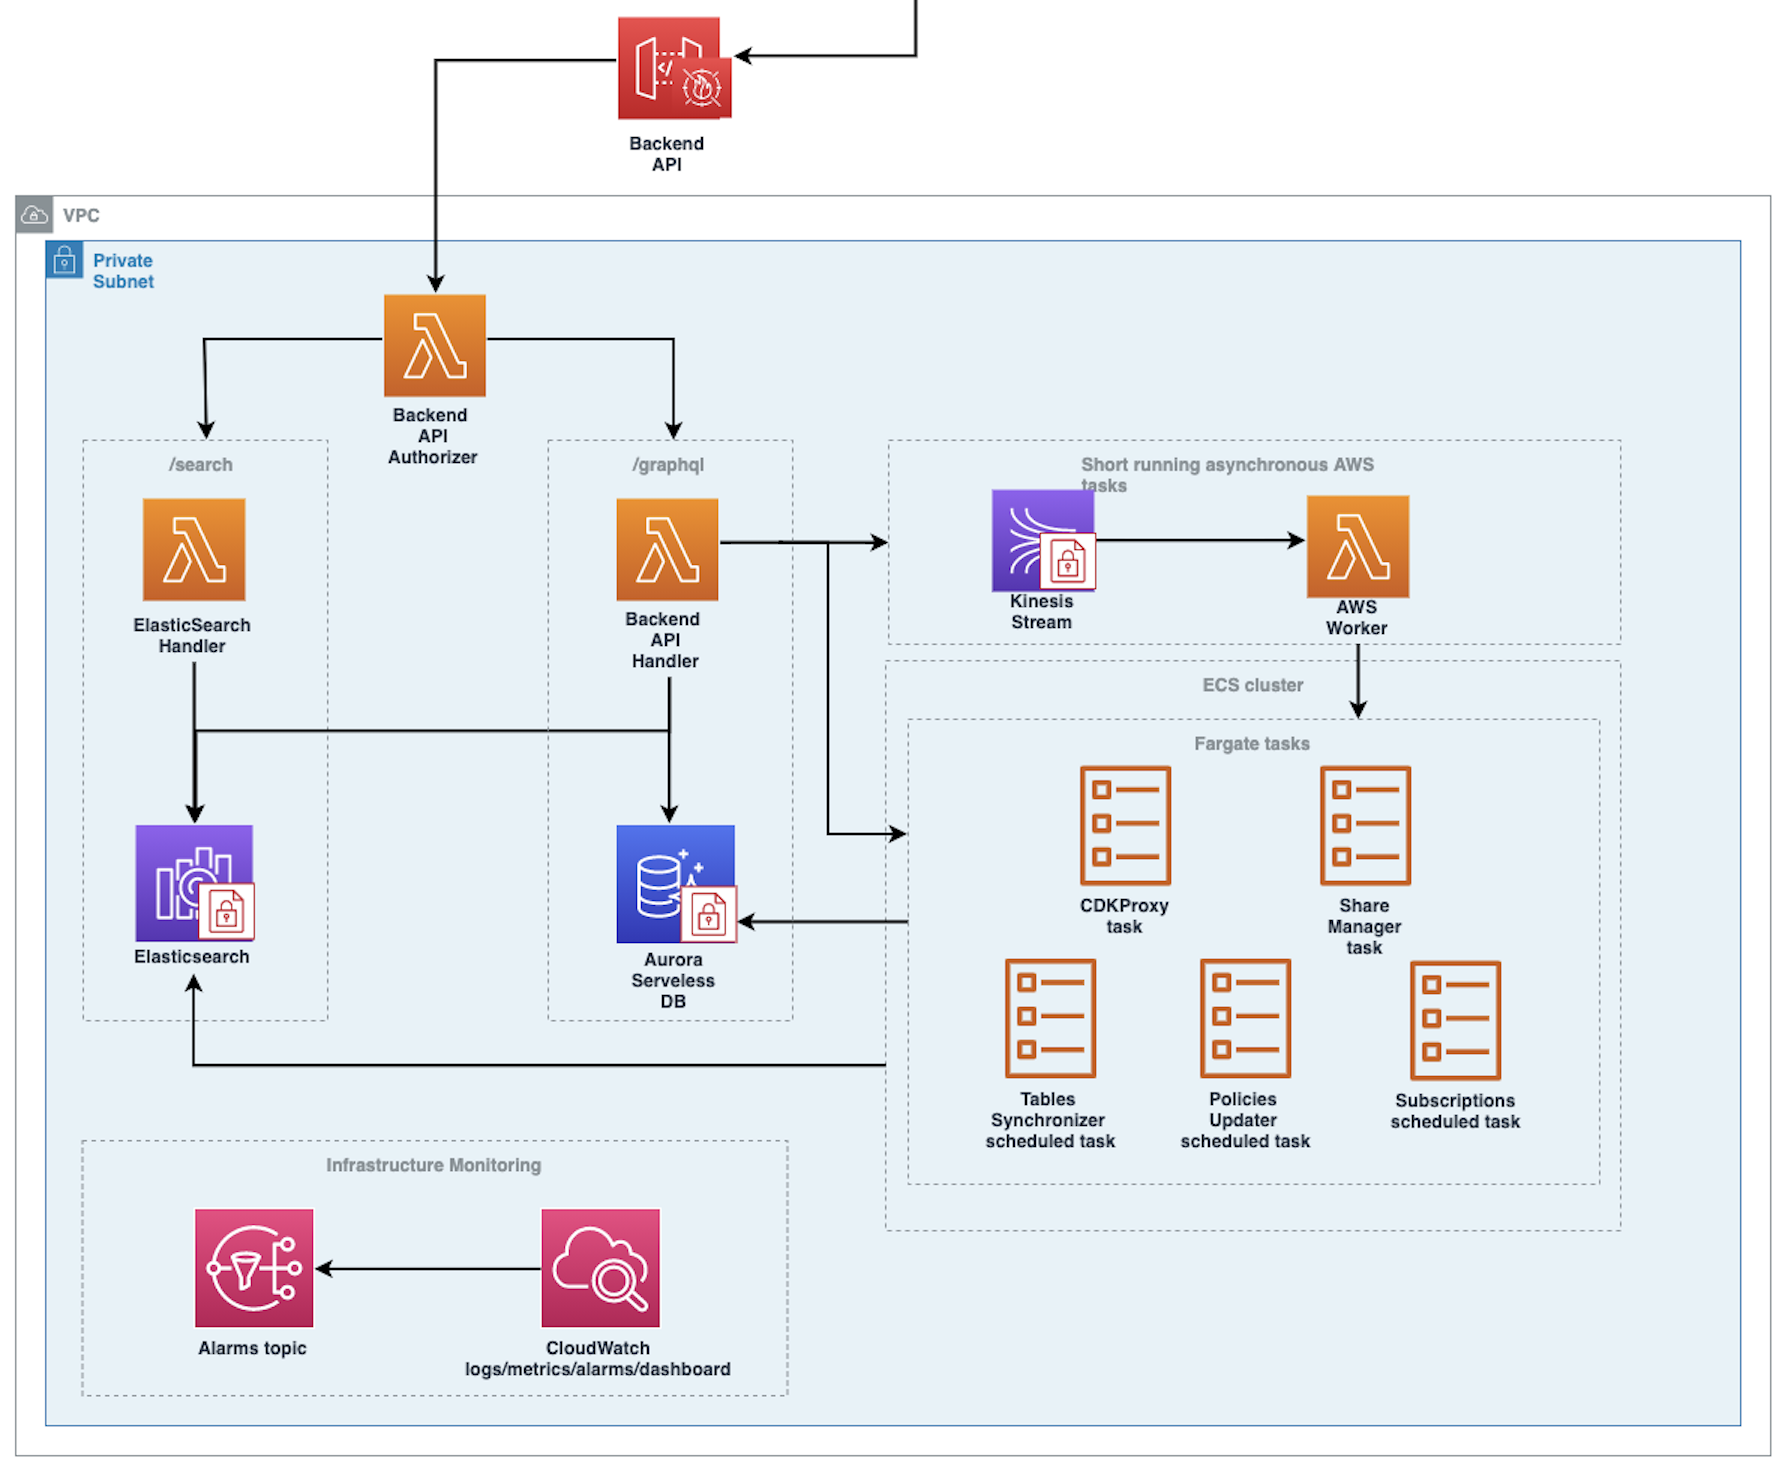 Backend
API
VPC
Private
Subnet
Backend
API
Authorizer
/search
ElasticSearch
Handler
Elasticsearch
/graphql
Backend
API
Handler
Aurora
Serveless
DB
Short running asynchronous AWS
tasks
Kinesis
Stream
AWS
Worker
ECS cluster
Fargate tasks
CDKProxy
task
Share
Manager
task
Tables
Synchronizer
scheduled task
Policies
Updater
scheduled task
Subscriptions
scheduled task
Infrastructure Monitoring
Alarms topic
CloudWatch
logs/metrics/alarms/dashboard